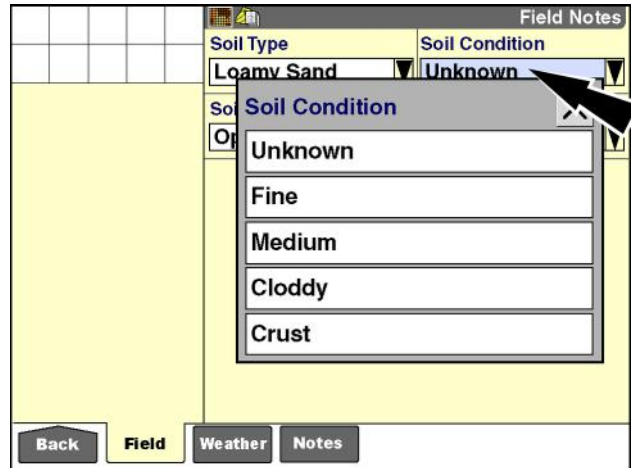 Field Notes
Soil Type Soil Condition
Loamy Sand Unknown
Soil Condition
Unknown
Fine
Medium
Cloddy
Crust
Back Field Weather Notes